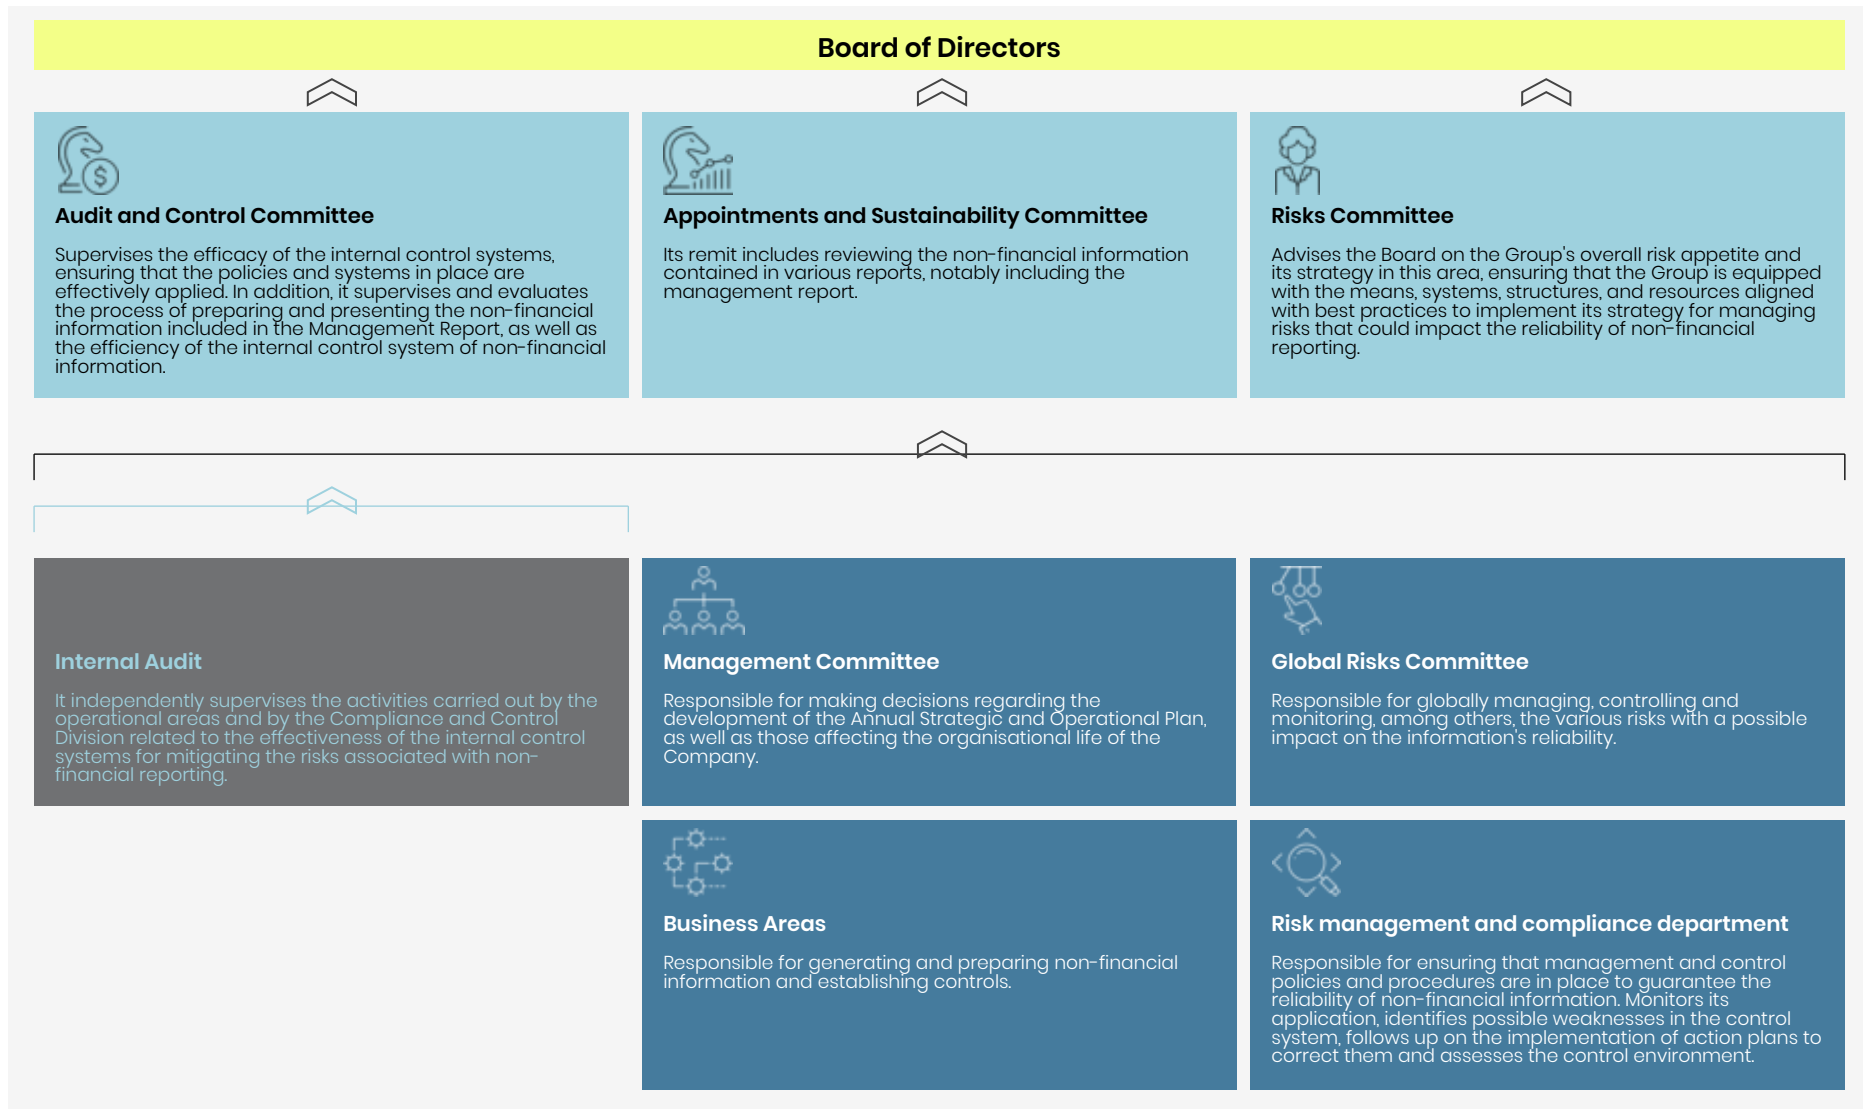 Board of Directors
Audit and Control Committee
Supervises the efficacy of the internal control systems,
ensuring that the policies and systems in place are
effectively applied. In addition, it supervises and evaluates
the process of preparing and presenting the non-financial
information included in the Management Report, as well as
the efficiency of the internal control system of non-financial
information.
Appointments and Sustainability Committee
Its remit includes reviewing the non-financial information
contained in various reports, notably including the
management report.
Risks Committee
Advises the Board on the Group's overall risk appetite and
its strategy in this area, ensuring that the Group is equipped
with the means, systems, structures, and resources aligned
with best practices to implement its strategy for managing
risks that could impact the reliability of non-financial
reporting.
Internal Audit
It independently supervises the activities carried out by the
operational areas and by the Compliance and Control
Division related to the effectiveness of the internal control
systems for mitigating the risks associated with non-
financial reporting.
Management Committee
Responsible for making decisions regarding the
development of the Annual Strategic and Operational Plan,
as well as those affecting the organisational life of the
Company.
Global Risks Committee
Responsible for globally managing, controlling and
monitoring, among others, the various risks with a possible
impact on the information's reliability.
Business Areas
Responsible for generating and preparing non-financial
information and establishing controls.
Risk management and compliance department
Responsible for ensuring that management and control
policies and procedures are in place to guarantee the
reliability of non-financial information. Monitors its
application, identifies possible weaknesses in the control
system, follows up on the implementation of action plans to
correct them and assesses the control environment.